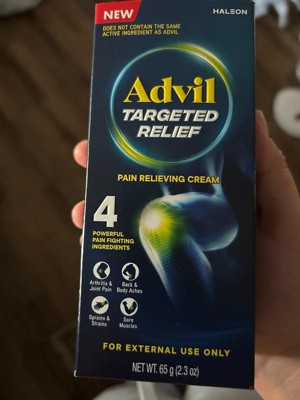 NEW
HALEON
DOES NOT CONTAIN THE SAME
ACTIVE INGREDIENT AS ADVIL
Advil
TARGETED
RELIEF
PAIN RELIEVING CREAM
4
POWERFUL
PAIN FIGHTING
INGREDIENTS
Arthritis &
Joint Pain
Back &
Body Aches
Sprains &
Strains
Sore
Muscles
FOR EXTERNAL USE ONLY
NET WT. 65 g (2.3 oz)